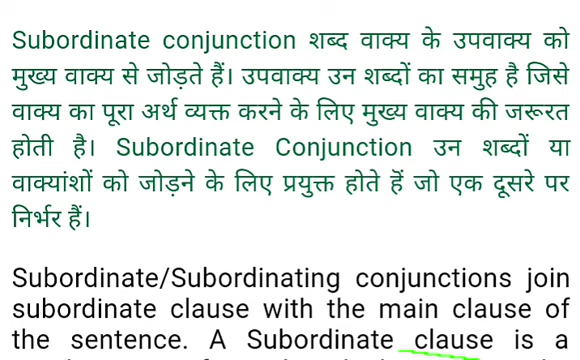 Subordinate conjunction शब्द वाक्य के उपवाक्य को
मुख्य वाक्य से जोड़ते हैं। उपवाक्य उन शब्दों का समुह है जिसे
वाक्य का पूरा अर्थ व्यक्त करने के लिए मुख्य वाक्य की जरूरत
होती है। Subordinate Conjunction उन शब्दों या
वाक्यांशों को जोड़ने के लिए प्रयुक्त होते हें जो एक दूसरे पर
निर्भर हैं।
Subordinate/Subordinating conjunctions join
subordinate clause with the main clause of
the sentence. A Subordinate clause is a